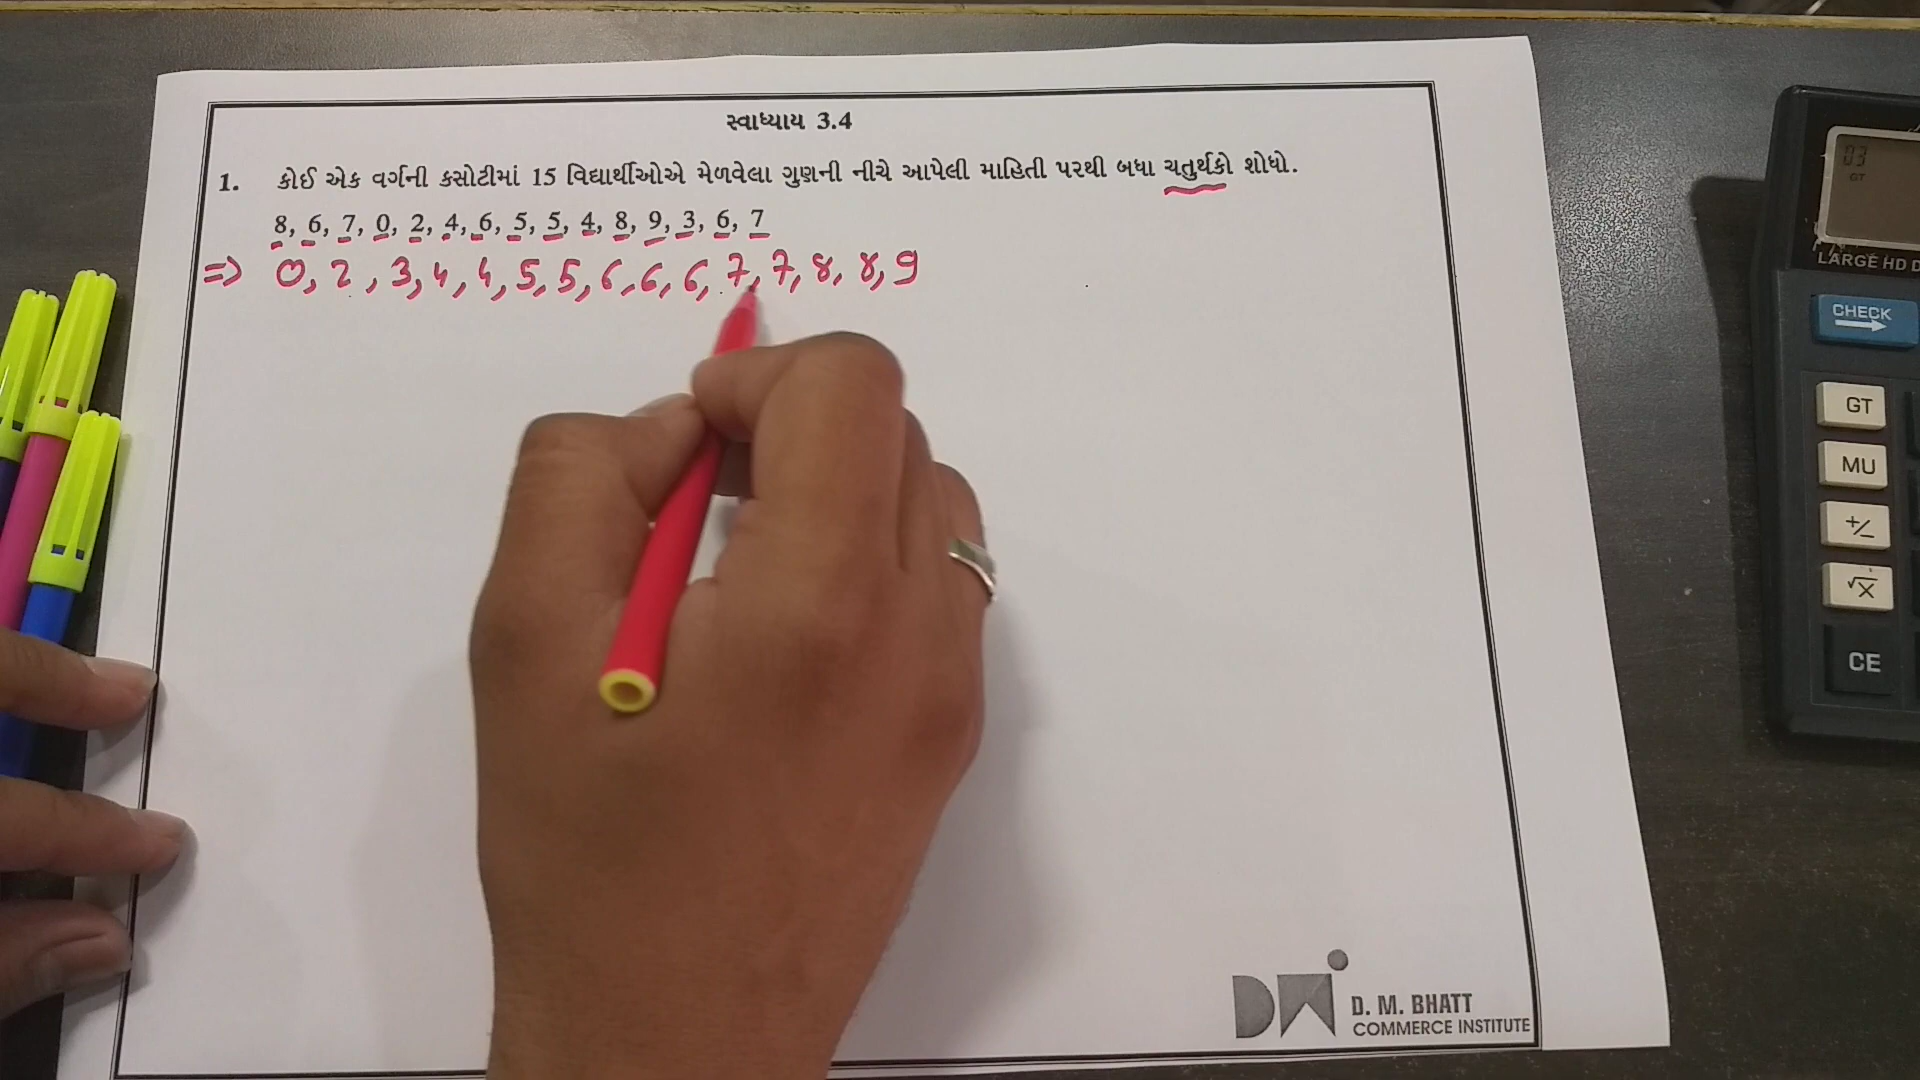 સ્વાધ્યાય 3.4
1. કોઈ એક વર્ગની કસોટીમાં 15 વિદ્યાર્થીઓએ મેળવેલા ગુણની નીચે આપેલી માહિતી પરથી બધા ચતુર્થકો શોધો.
8, 6, 7, 0, 2, 4, 6, 5, 5, 4, 8, 9, 3, 6, 7
⇒ 0, 2, 3, 4, 4, 5, 5, 6, 6, 6, 7, 7, 8, 8, 9
D. M. BHATT
COMMERCE INSTITUTE
03
GT
LARGE HD D
CHECK
GT
MU
+/−
√X
CE